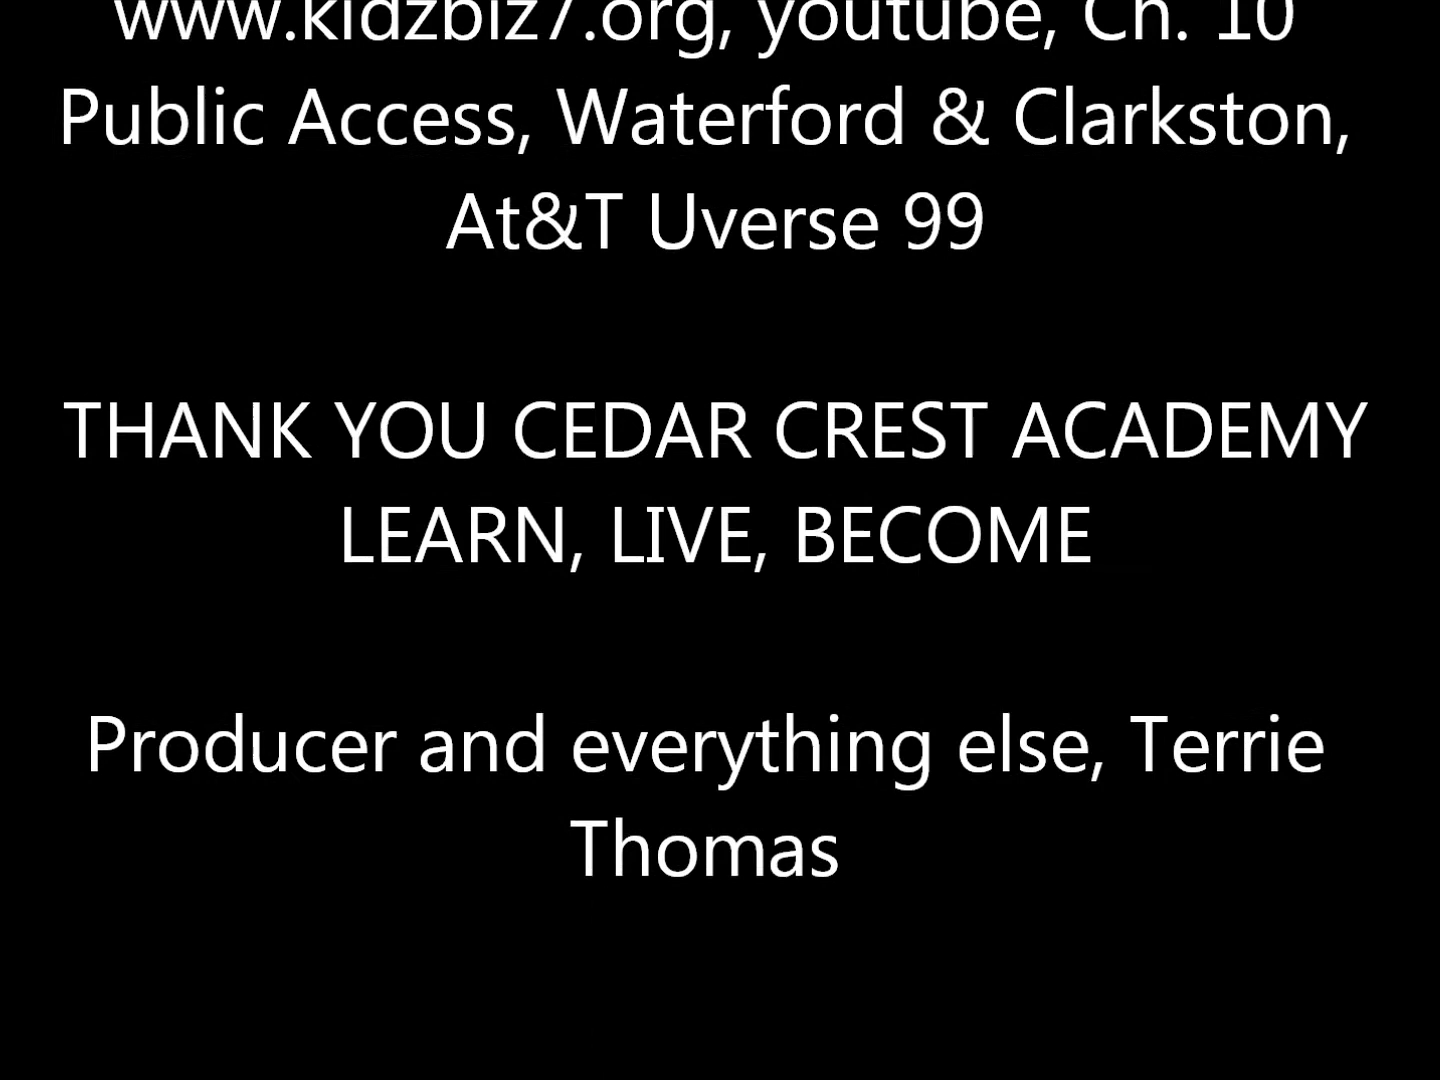 www.kidzbiz7.org, youtube, Ch. 10
Public Access, Waterford & Clarkston,
At&T Uverse 99
THANK YOU CEDAR CREST ACADEMY
LEARN, LIVE, BECOME
Producer and everything else, Terrie
Thomas